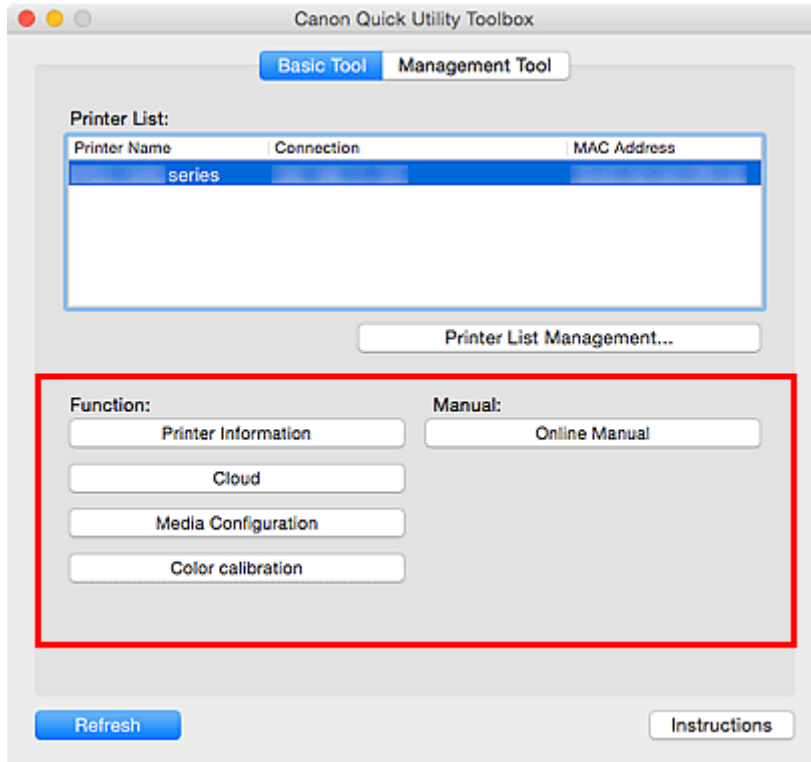 Canon Quick Utility Toolbox
Basic Tool Management Tool
Printer List:
Printer Name Connection MAC Address
series
Printer List Management...
Function: Manual:
Printer Information Online Manual
Cloud
Media Configuration
Color calibration
Refresh Instructions